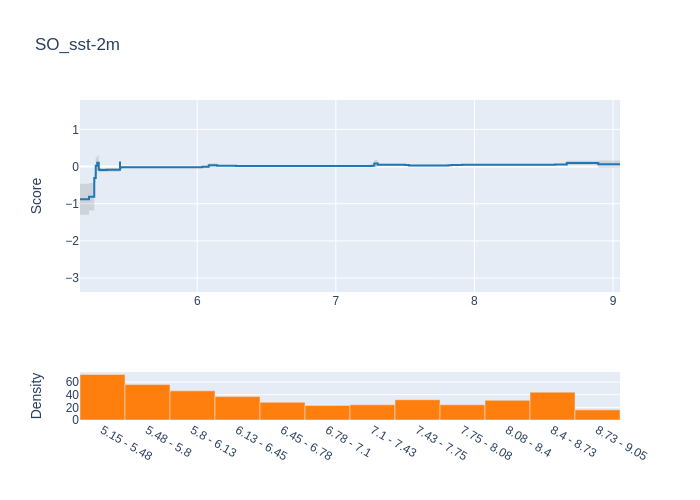 SO_sst-2m
Score
1
0
−1
−2
−3
6
7
8
9
Density
60
40
20
0
5.15 - 5.48
5.48 - 5.8
5.8 - 6.13
6.13 - 6.45
6.45 - 6.78
6.78 - 7.1
7.1 - 7.43
7.43 - 7.75
7.75 - 8.08
8.08 - 8.4
8.4 - 8.73
8.73 - 9.05